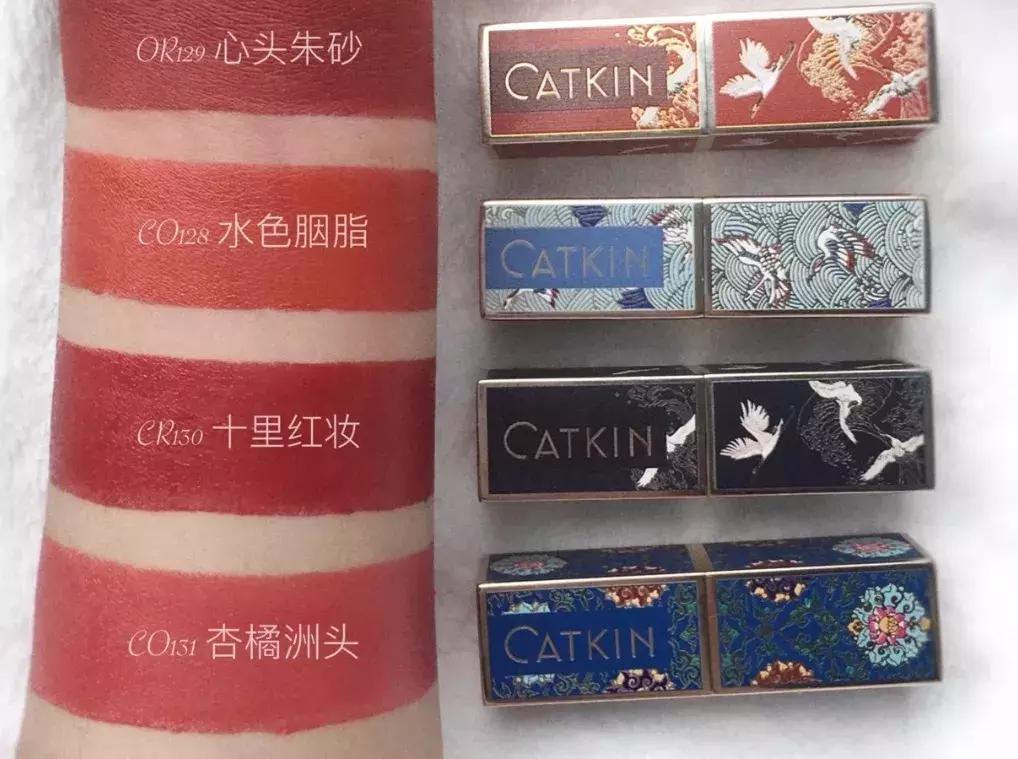 OR129 心头朱砂
CATKIN
CO128 水色胭脂
CATKIN
CR130 十里红妆
CATKIN
CO131 杏橘洲头
CATKIN